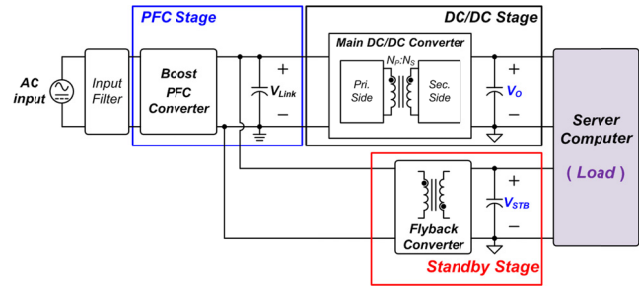 PFC Stage
DC/DC Stage
Main DC/DC Converter
AC
input
Input
Filter
Boost
PFC
Converter
+
VLink
−
NP:NS
Pri.
Side
Sec.
Side
+
VO
−
Server
Computer
( Load )
Flyback
Converter
+
VSTB
−
Standby Stage